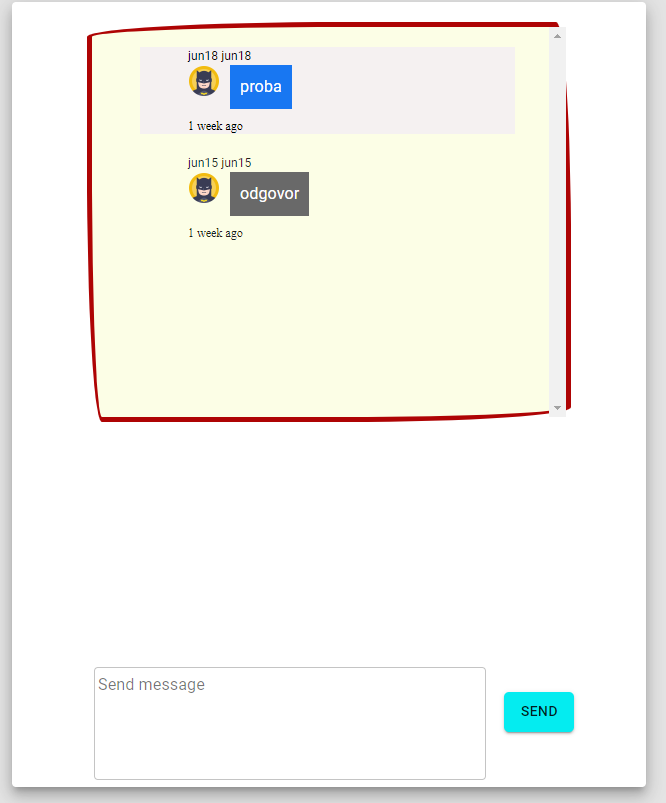 jun18 jun18
proba
1 week ago
jun15 jun15
odgovor
1 week ago
Send message
SEND